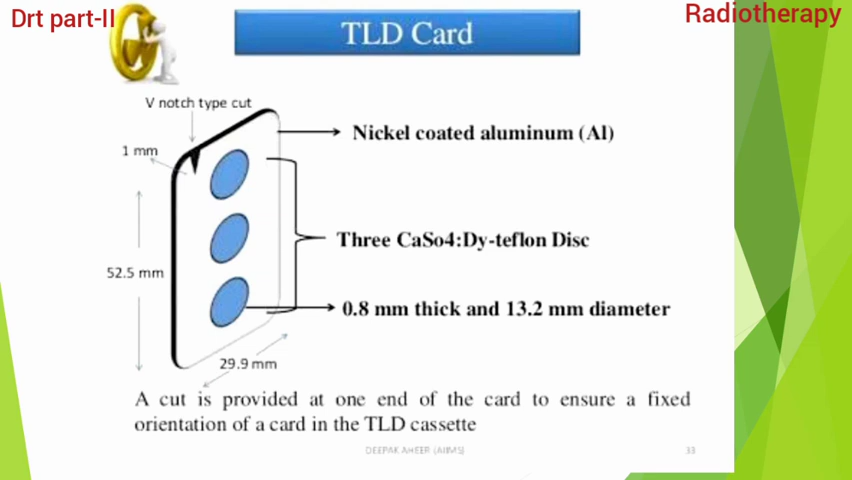 Drt part-II
Radiotherapy
TLD Card
V notch type cut
Nickel coated aluminum (Al)
1 mm
Three CaSo4:Dy-teflon Disc
52.5 mm
0.8 mm thick and 13.2 mm diameter
29.9 mm
A cut is provided at one end of the card to ensure a fixed
orientation of a card in the TLD cassette
DEEPAK AHEER (AIIMS)
33